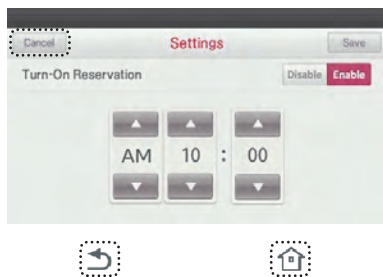 Cancel Settings Save
Turn-On Reservation Disable Enable
AM 10 : 00